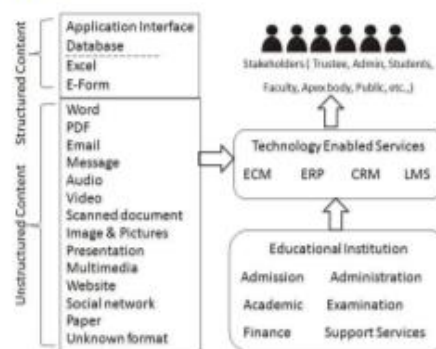 Structured Content
Application Interface
Database
Excel
E-Form
Unstructured Content
Word
PDF
Email
Message
Audio
Video
Scanned document
Image & Pictures
Presentation
Multimedia
Website
Social network
Paper
Unknown format
Stakeholders ( Trustee, Admin, Students,
Faculty, Apex body, Public, etc.,)
Technology Enabled Services
ECM ERP CRM LMS
Educational Institution
Admission Administration
Academic Examination
Finance Support Services